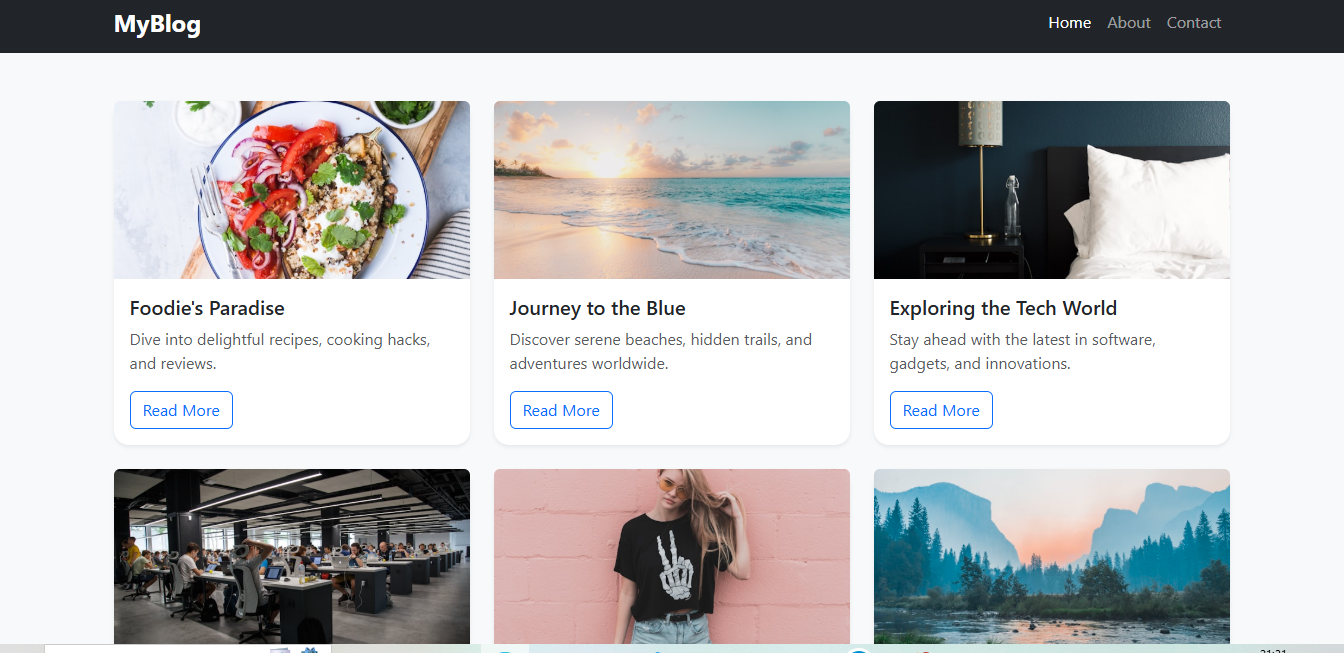 MyBlog
Home About Contact
Foodie's Paradise
Dive into delightful recipes, cooking hacks,
and reviews.
Read More
Journey to the Blue
Discover serene beaches, hidden trails, and
adventures worldwide.
Read More
Exploring the Tech World
Stay ahead with the latest in software,
gadgets, and innovations.
Read More